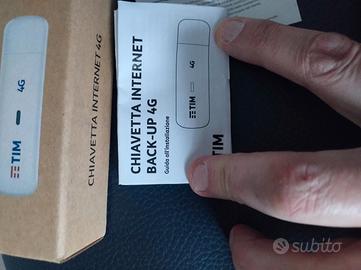 4G
TIM
CHIAVETTA INTERNET 4G
CHIAVETTA INTERNET
BACK-UP 4G
Guida all'installazione
4G
TIM
TIM
subito